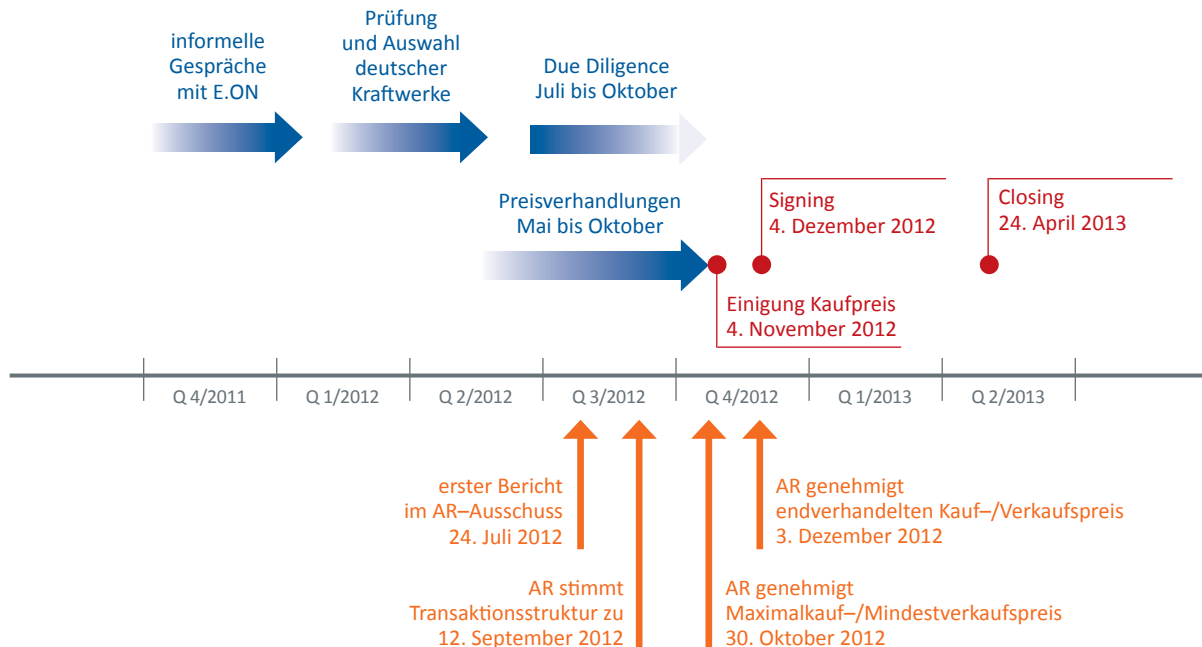 informelle
Gespräche
mit E.ON
Prüfung
und Auswahl
deutscher
Kraftwerke
Due Diligence
Juli bis Oktober
Preisverhandlungen
Mai bis Oktober
Signing
4. Dezember 2012
Closing
24. April 2013
Einigung Kaufpreis
4. November 2012
Q 4/2011
Q 1/2012
Q 2/2012
Q 3/2012
Q 4/2012
Q 1/2013
Q 2/2013
erster Bericht
im AR–Ausschuss
24. Juli 2012
AR genehmigt
endverhandelten Kauf–/Verkaufspreis
3. Dezember 2012
AR stimmt
Transaktionsstruktur zu
12. September 2012
AR genehmigt
Maximalkauf–/Mindestverkaufspreis
30. Oktober 2012